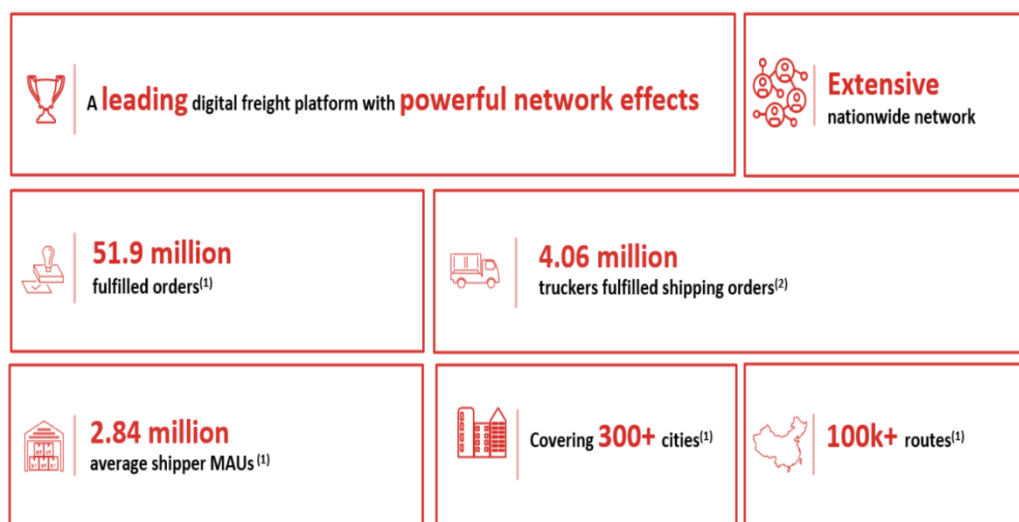 A leading digital freight platform with powerful network effects
Extensive
nationwide network
51.9 million
fulfilled orders(1)
4.06 million
truckers fulfilled shipping orders(2)
2.84 million
average shipper MAUs (1)
Covering 300+ cities(1)
100k+ routes(1)